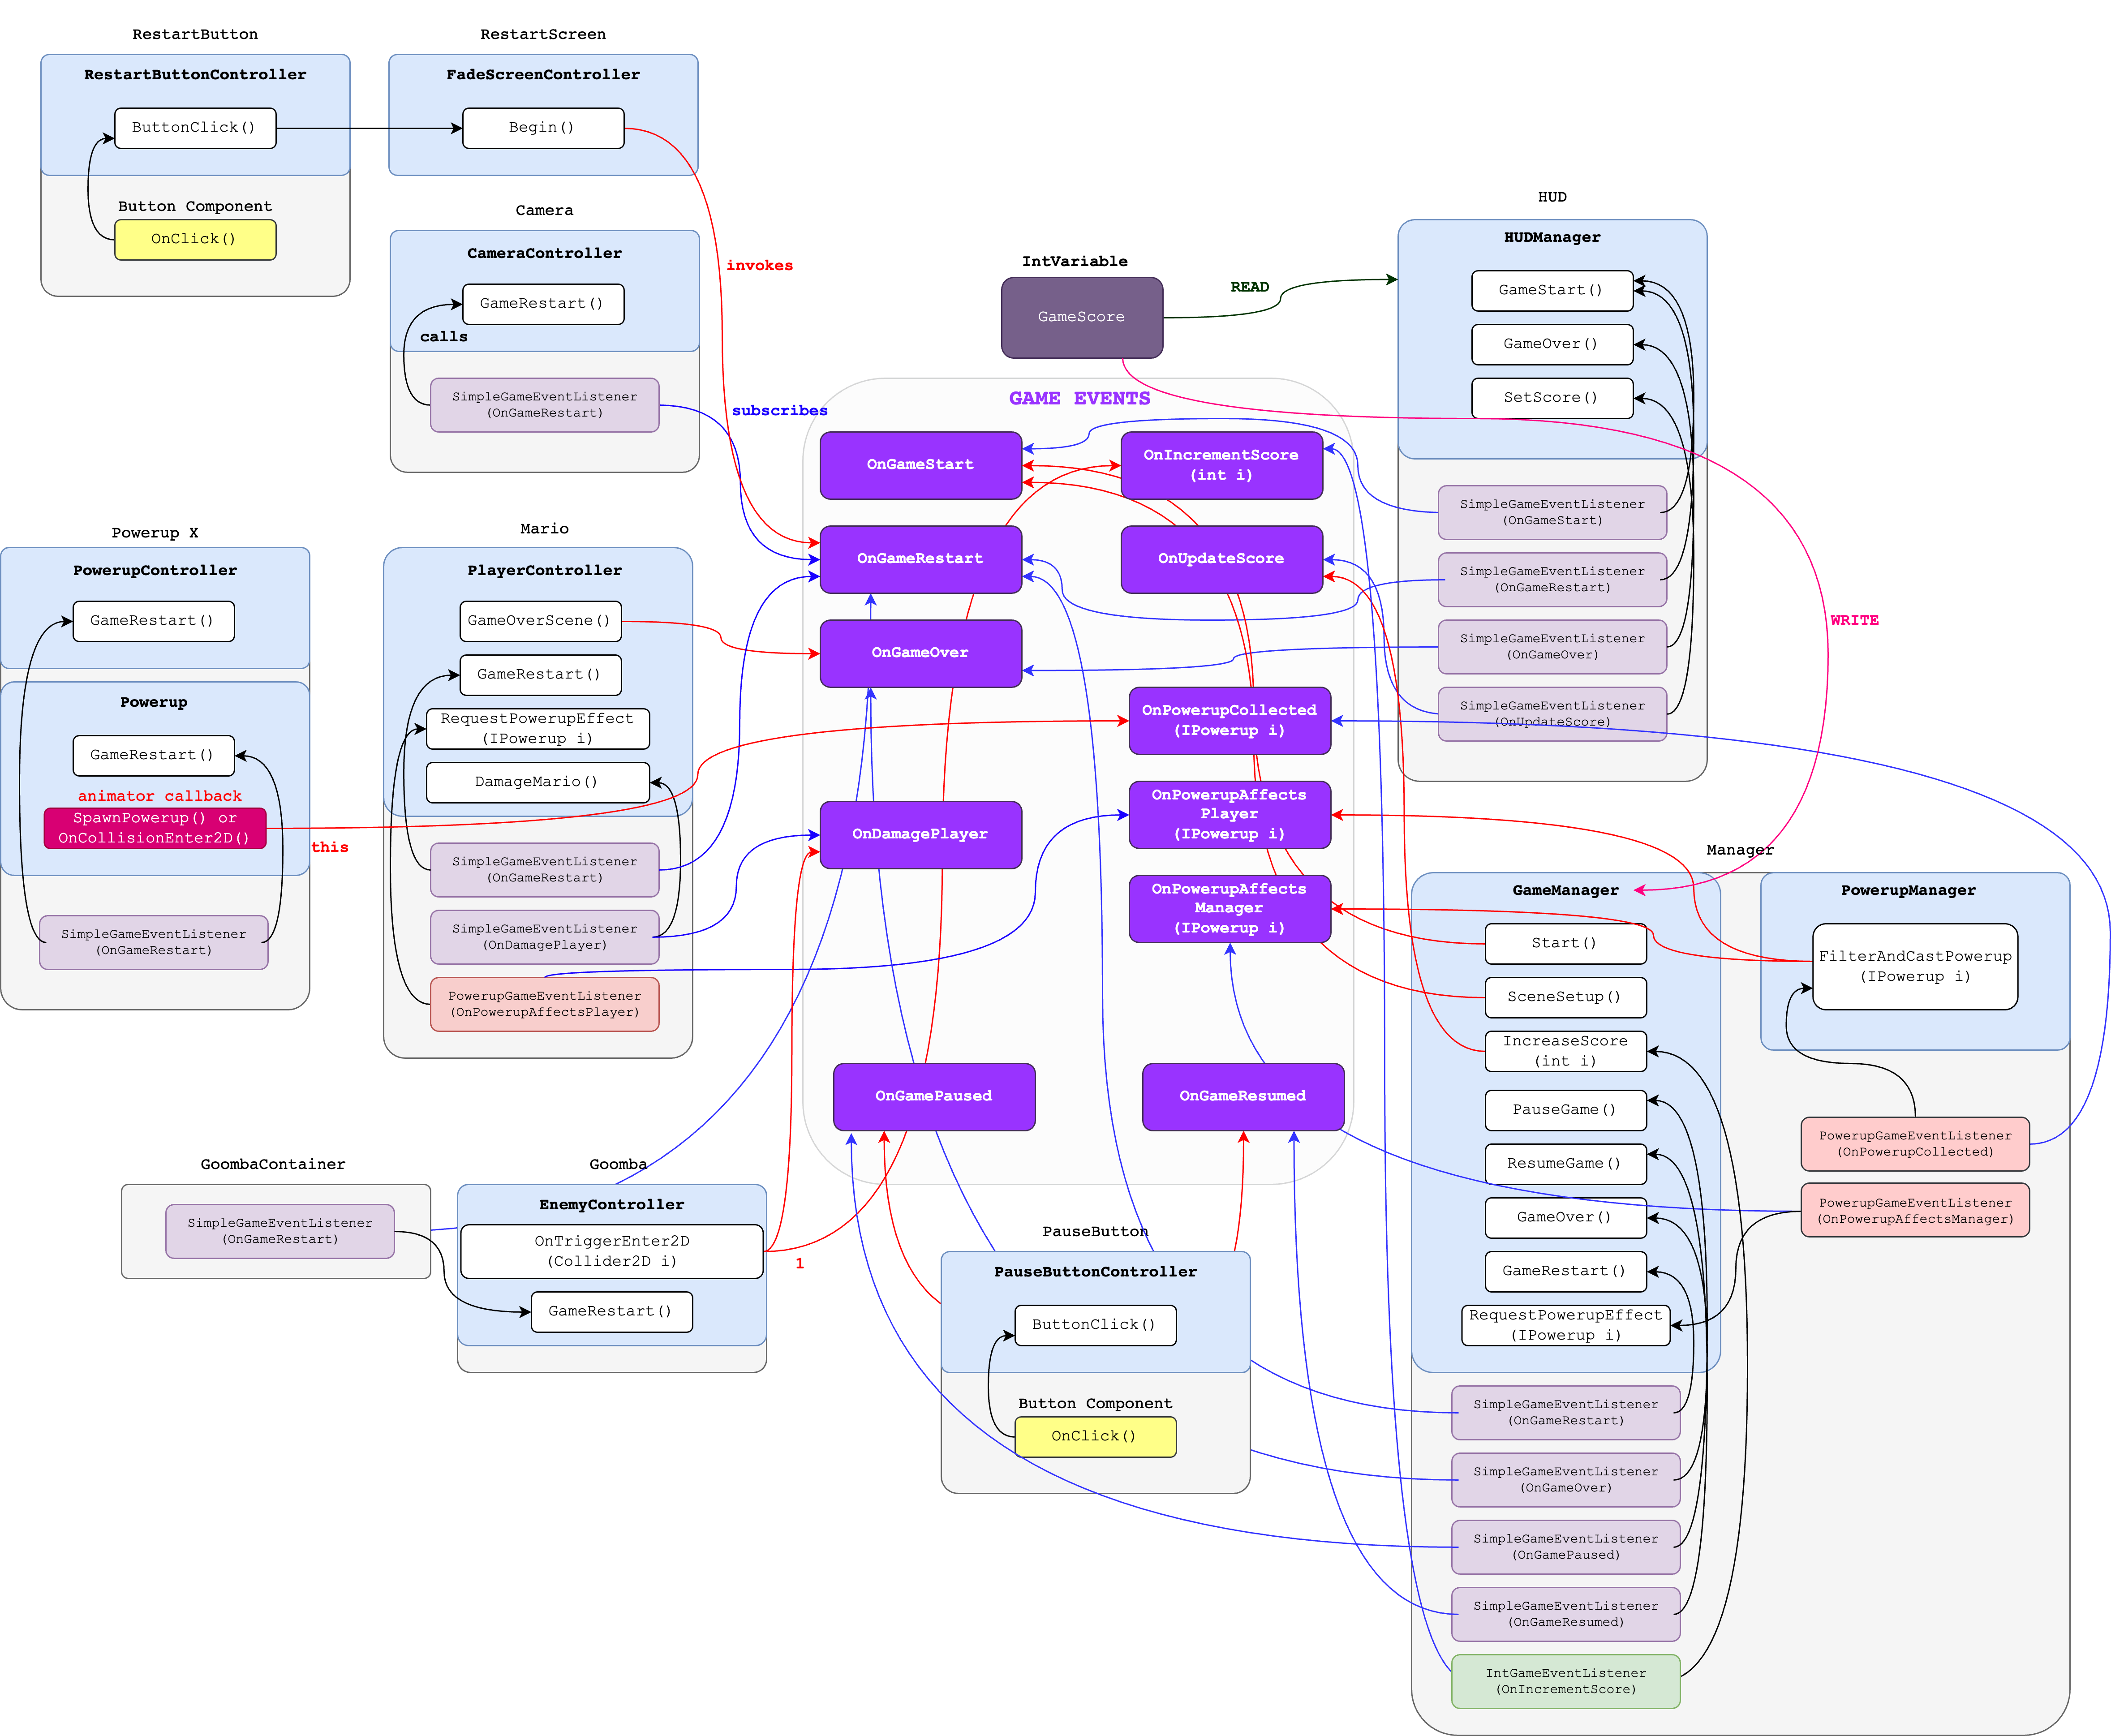 RestartButton
RestartButtonController
ButtonClick()
Button Component
OnClick()
RestartScreen
FadeScreenController
Begin()
invokes
Camera
CameraController
GameRestart()
calls
SimpleGameEventListener
(OnGameRestart)
subscribes
IntVariable
GameScore
READ
WRITE
HUD
HUDManager
GameStart()
GameOver()
SetScore()
SimpleGameEventListener
(OnGameStart)
SimpleGameEventListener
(OnGameRestart)
SimpleGameEventListener
(OnGameOver)
SimpleGameEventListener
(OnUpdateScore)
GAME EVENTS
OnGameStart
OnIncrementScore
(int i)
OnGameRestart
OnUpdateScore
OnGameOver
OnPowerupCollected
(IPowerup i)
OnPowerupAffects
Player
(IPowerup i)
OnDamagePlayer
OnPowerupAffects
Manager
(IPowerup i)
OnGamePaused
OnGameResumed
Powerup X
PowerupController
GameRestart()
Powerup
GameRestart()
animator callback
SpawnPowerup() or
OnCollisionEnter2D()
this
SimpleGameEventListener
(OnGameRestart)
Mario
PlayerController
GameOverScene()
GameRestart()
RequestPowerupEffect
(IPowerup i)
DamageMario()
SimpleGameEventListener
(OnGameRestart)
SimpleGameEventListener
(OnDamagePlayer)
PowerupGameEventListener
(OnPowerupAffectsPlayer)
GoombaContainer
SimpleGameEventListener
(OnGameRestart)
Goomba
EnemyController
OnTriggerEnter2D
(Collider2D i)
1
GameRestart()
PauseButton
PauseButtonController
ButtonClick()
Button Component
OnClick()
Manager
GameManager
Start()
SceneSetup()
IncreaseScore
(int i)
PauseGame()
ResumeGame()
GameOver()
GameRestart()
RequestPowerupEffect
(IPowerup i)
SimpleGameEventListener
(OnGameRestart)
SimpleGameEventListener
(OnGameOver)
SimpleGameEventListener
(OnGamePaused)
SimpleGameEventListener
(OnGameResumed)
IntGameEventListener
(OnIncrementScore)
PowerupManager
FilterAndCastPowerup
(IPowerup i)
PowerupGameEventListener
(OnPowerupCollected)
PowerupGameEventListener
(OnPowerupAffectsManager)